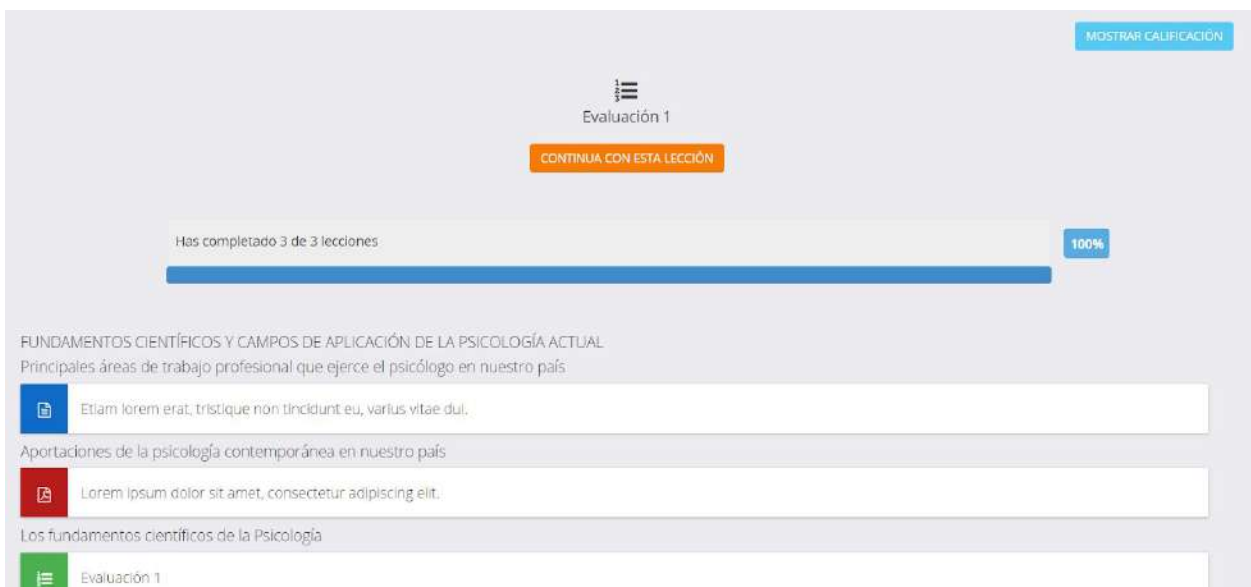 MOSTRAR CALIFICACIÓN
Evaluación 1
CONTINUA CON ESTA LECCIÓN
Has completado 3 de 3 lecciones
100%
FUNDAMENTOS CIENTÍFICOS Y CAMPOS DE APLICACIÓN DE LA PSICOLOGÍA ACTUAL
Principales áreas de trabajo profesional que ejerce el psicólogo en nuestro país
Etiam lorem erat, tristique non tincidunt eu, varius vitae dui.
Aportaciones de la psicología contemporánea en nuestro país
Lorem ipsum dolor sit amet, consectetur adipiscing elit.
Los fundamentos científicos de la Psicología
Evaluación 1